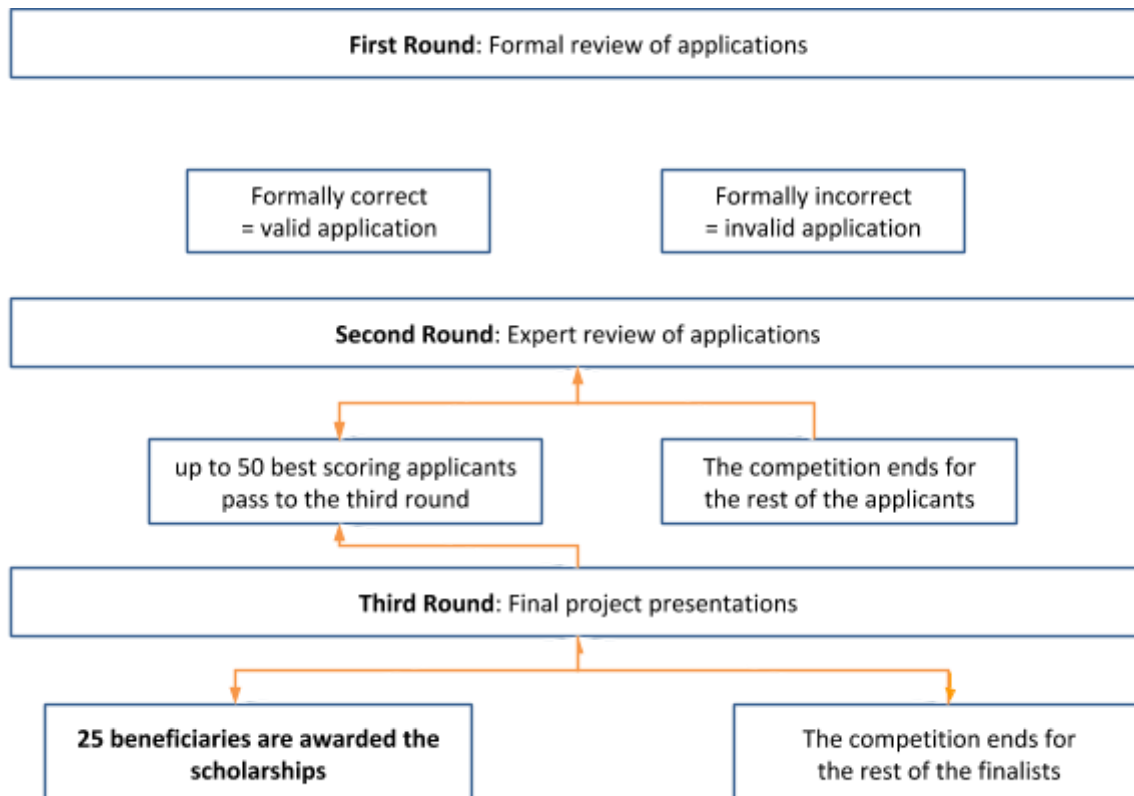 First Round: Formal review of applications
Formally correct
= valid application
Formally incorrect
= invalid application
Second Round: Expert review of applications
up to 50 best scoring applicants
pass to the third round
The competition ends for
the rest of the applicants
Third Round: Final project presentations
25 beneficiaries are awarded the
scholarships
The competition ends for
the rest of the finalists